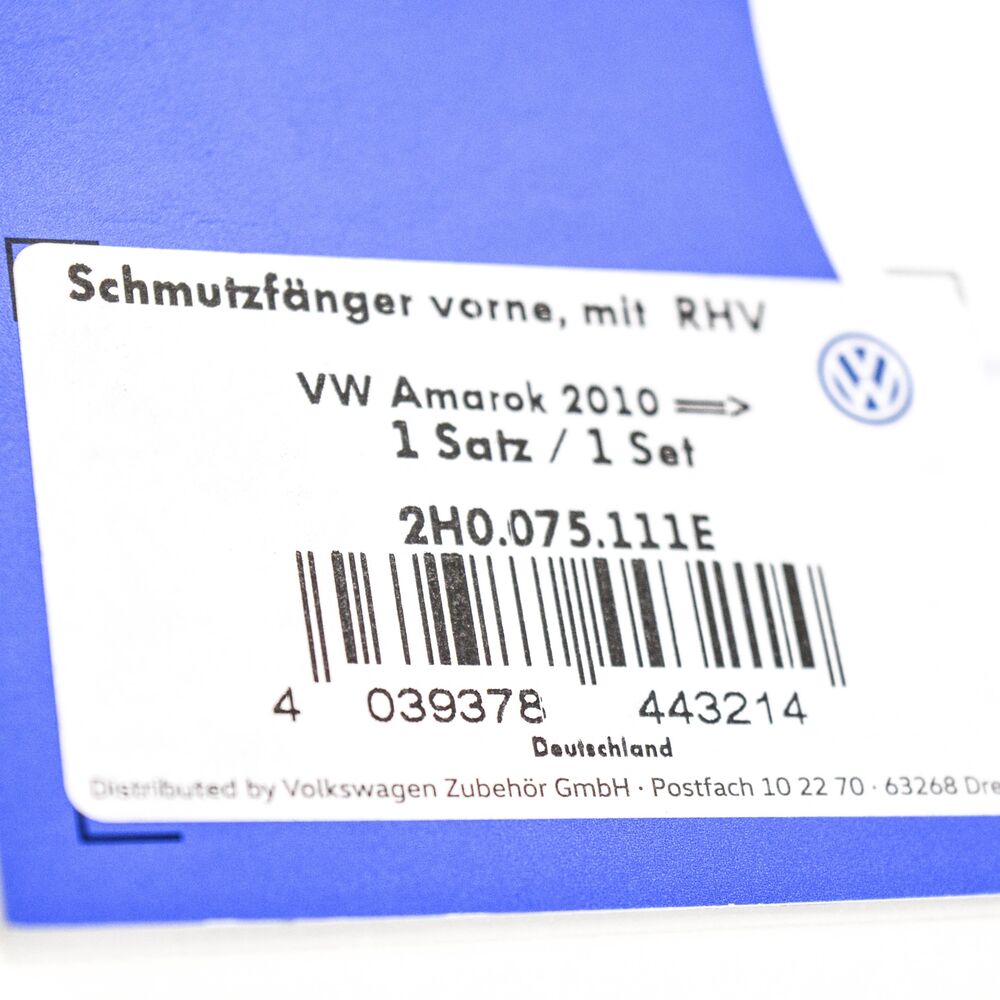 Schmutzfänger vorne, mit RHV
VW Amarok 2010 ==>
1 Satz / 1 Set
2H0.075.111E
4 039378 443214
Deutschland
Distributed by Volkswagen Zubehör GmbH · Postfach 10 22 70 · 63268 Dre